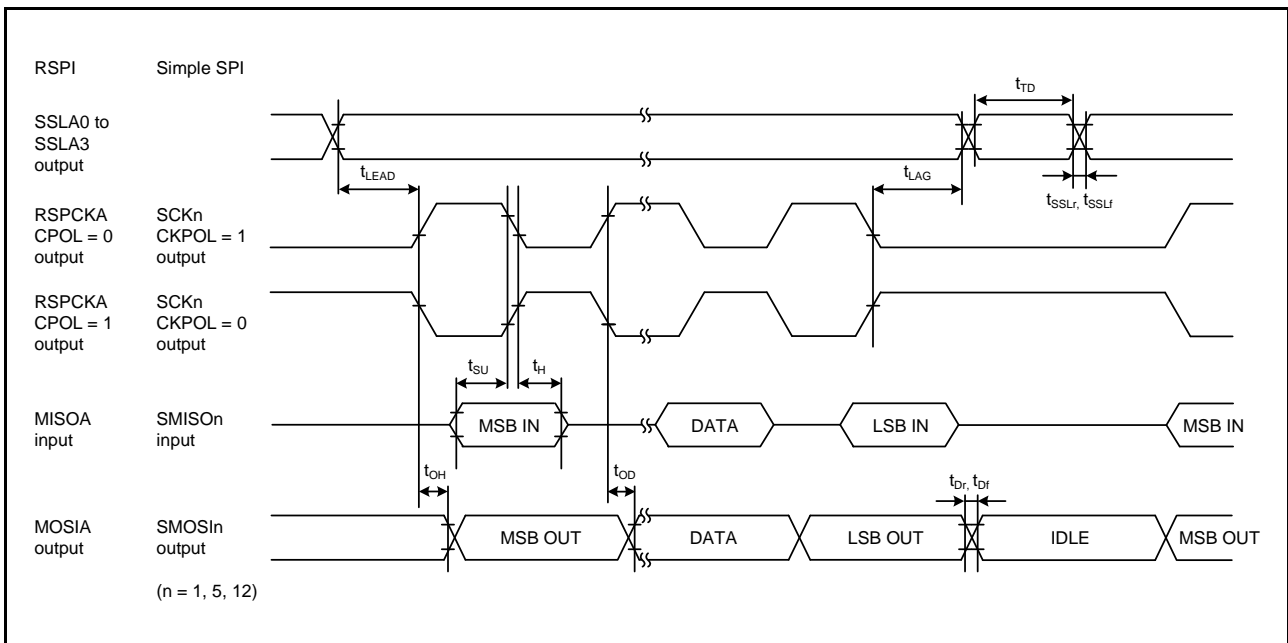 RSPI Simple SPI
SSLA0 to
SSLA3
output
tTD
tLEAD
tLAG
tSSLr, tSSLf
RSPCKA SCKn
CPOL = 0 CKPOL = 1
output output
RSPCKA SCKn
CPOL = 1 CKPOL = 0
output output
tSU tH
MISOA SMISOn
input input
MSB IN DATA LSB IN MSB IN
tOH tOD tDr, tDf
MOSIA SMOSIn
output output
MSB OUT DATA LSB OUT IDLE MSB OUT
(n = 1, 5, 12)